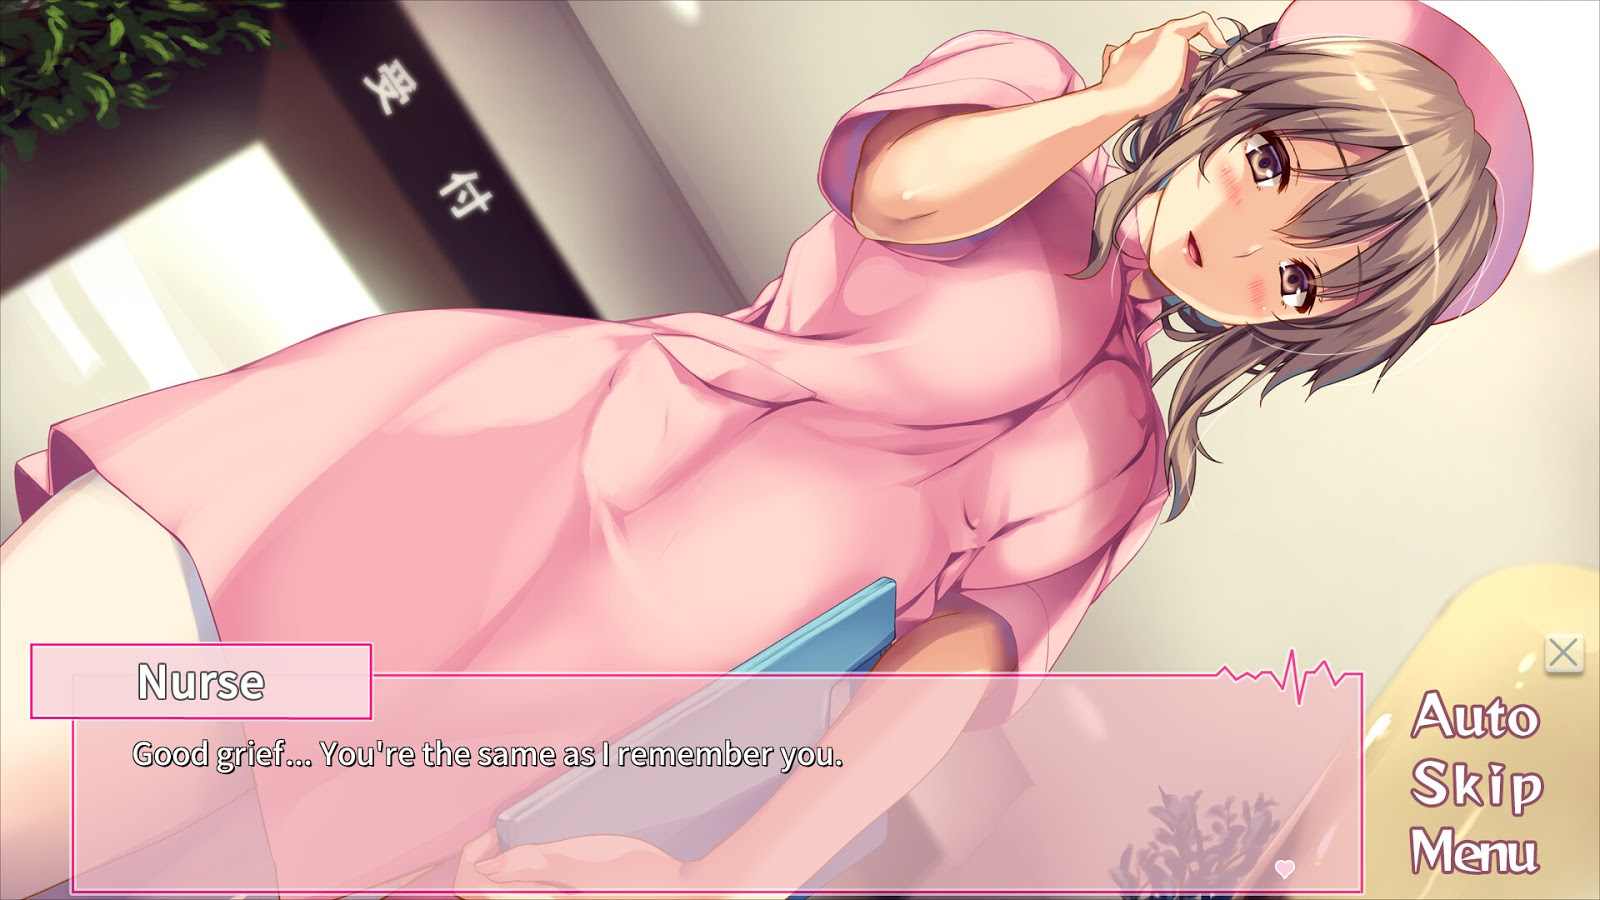 受付
Nurse
Good grief... You're the same as I remember you.
Auto
Skip
Menu